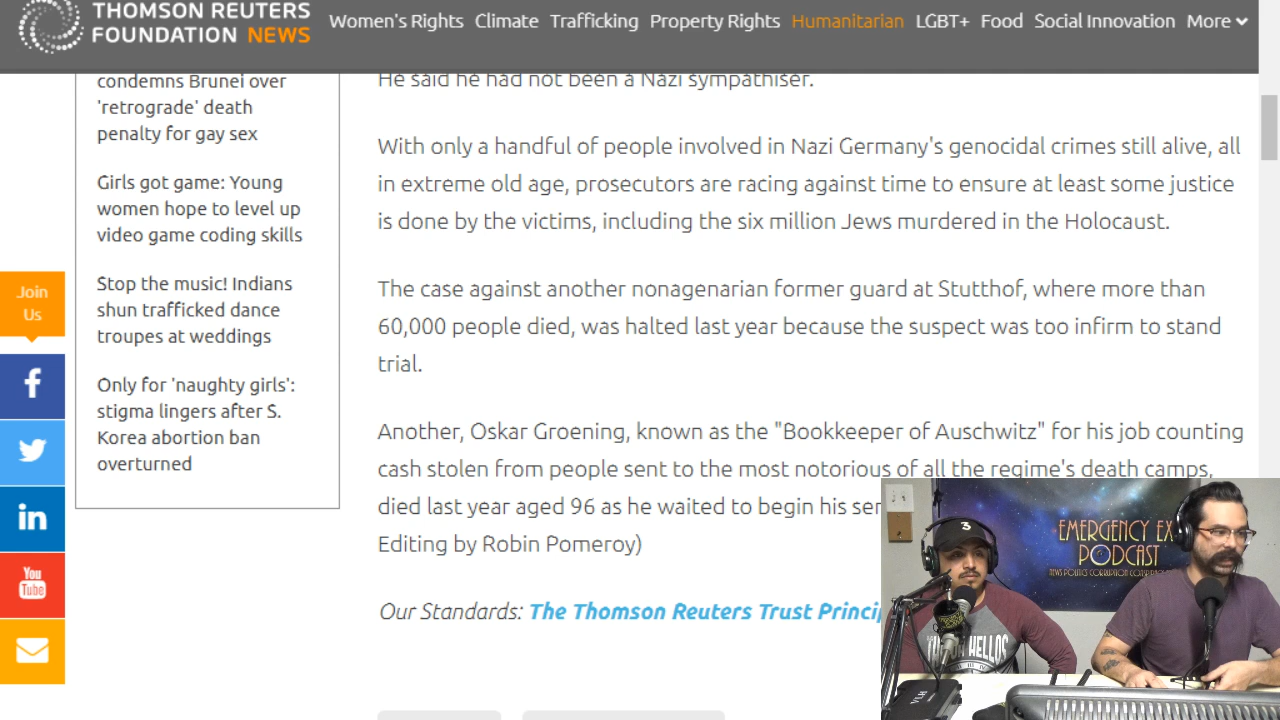 THOMSON REUTERS
FOUNDATION NEWS
Women's Rights Climate Trafficking Property Rights Humanitarian LGBT+ Food Social Innovation More
condemns Brunei over
'retrograde' death
penalty for gay sex
Girls got game: Young
women hope to level up
video game coding skills
Stop the music! Indians
shun trafficked dance
troupes at weddings
Only for 'naughty girls':
stigma lingers after S.
Korea abortion ban
overturned
Join
Us
f
in
You
Tube
He said he had not been a Nazi sympathiser.
With only a handful of people involved in Nazi Germany's genocidal crimes still alive, all
in extreme old age, prosecutors are racing against time to ensure at least some justice
is done by the victims, including the six million Jews murdered in the Holocaust.
The case against another nonagenarian former guard at Stutthof, where more than
60,000 people died, was halted last year because the suspect was too infirm to stand
trial.
Another, Oskar Groening, known as the "Bookkeeper of Auschwitz" for his job counting
cash stolen from people sent to the most notorious of all the regime's death camps,
died last year aged 96 as he waited to begin his
Editing by Robin Pomeroy)
Our Standards: The Thomson Reuters Trust
3
EMERGENCY EX
PODCAST
NEWS POLITICS CORRUPTION
HELLOS